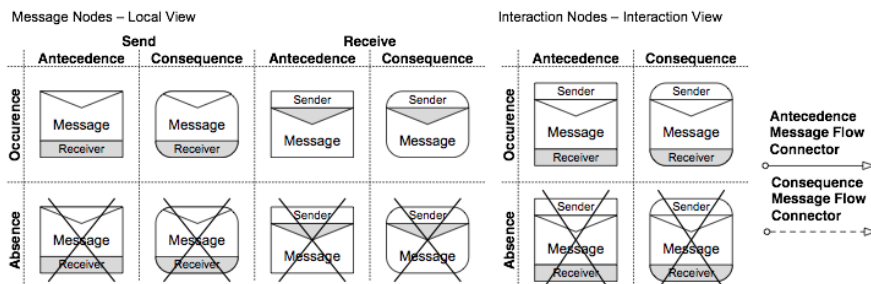 Message Nodes – Local View
Interaction Nodes – Interaction View
Send
Receive
Antecedence
Consequence
Antecedence
Consequence
Antecedence
Consequence
Occurence
Message
Receiver
Message
Receiver
Sender
Message
Sender
Message
Occurence
Sender
Message
Receiver
Sender
Message
Receiver
Absence
Message
Receiver
Message
Receiver
Sender
Message
Sender
Message
Absence
Sender
Message
Receiver
Sender
Message
Receiver
Antecedence
Message Flow
Connector
Consequence
Message Flow
Connector